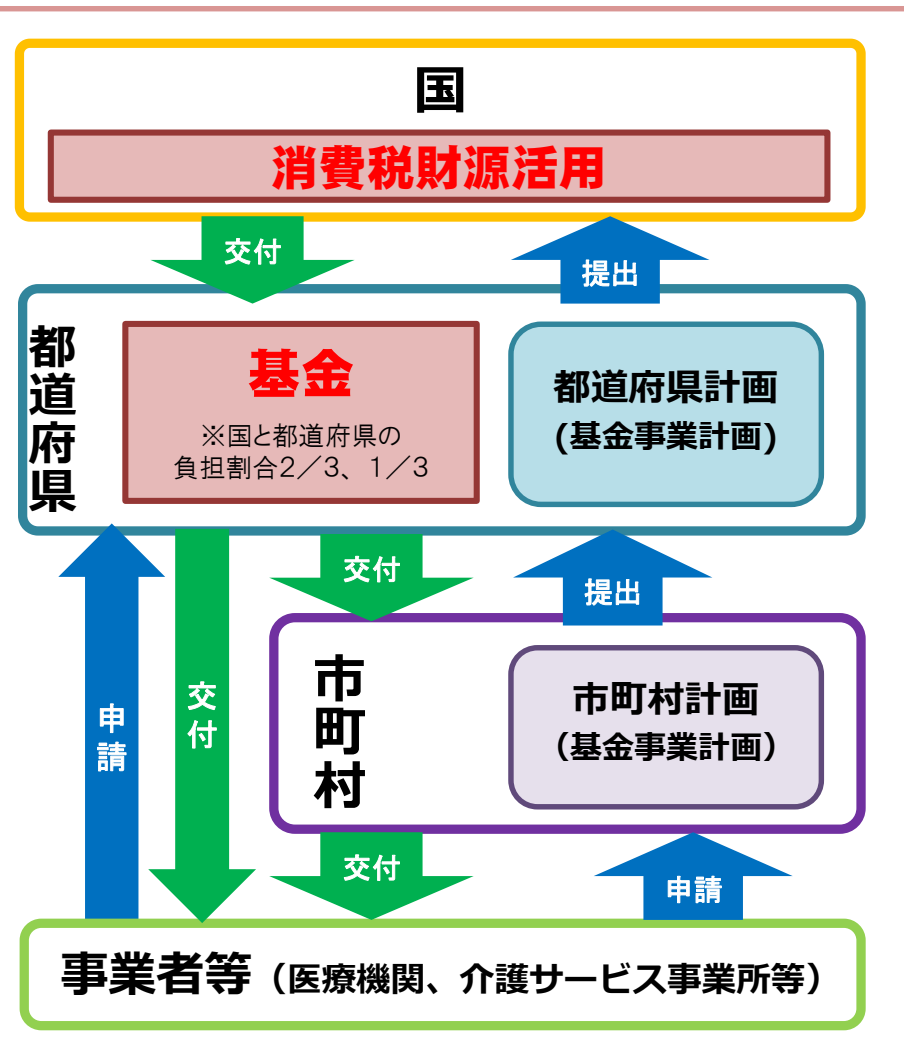 国
消費税財源活用
交付
提出
都道府県
基金
※国と都道府県の
負担割合2／3、1／3
都道府県計画
(基金事業計画)
交付
提出
申請
交付
市町村
市町村計画
（基金事業計画）
交付
申請
事業者等（医療機関、介護サービス事業所等）